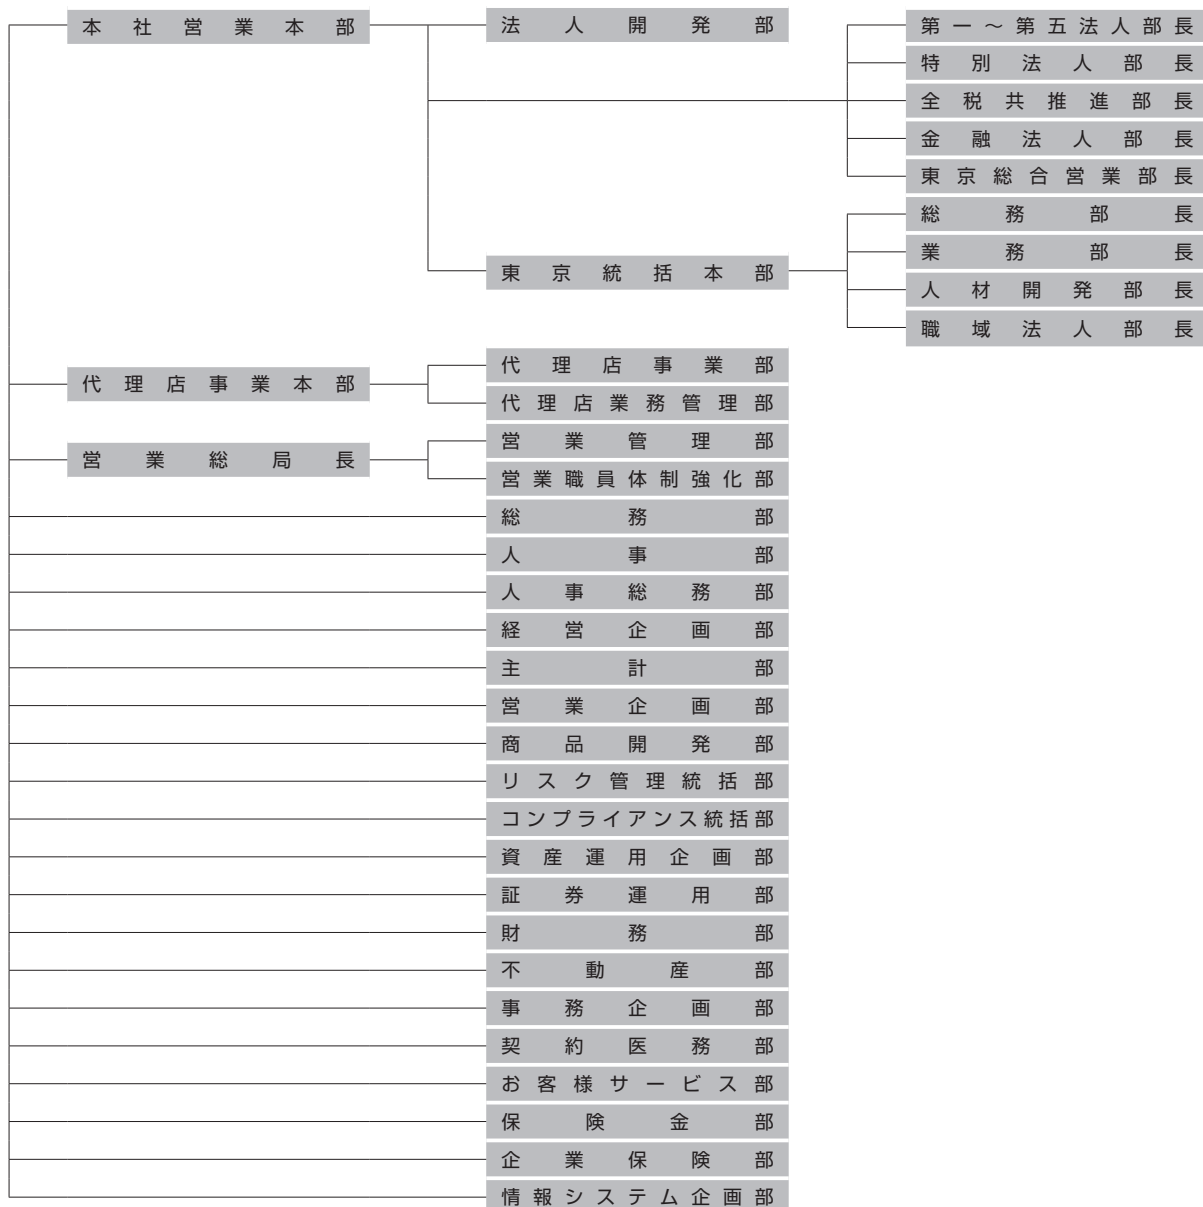 本社営業本部
法人開発部
第一～第五法人部長
特別法人部長
全税共推進部長
金融法人部長
東京総合営業部長
東京統括本部
総務部長
業務部長
人材開発部長
職域法人部長
代理店事業本部
代理店事業部
代理店業務管理部
営業総局長
営業管理部
営業職員体制強化部
総務部
人事部
人事総務部
経営企画部
主計部
営業企画部
商品開発部
リスク管理統括部
コンプライアンス統括部
資産運用企画部
証券運用部
財務部
不動産部
事務企画部
契約医務部
お客様サービス部
保険金部
企業保険部
情報システム企画部